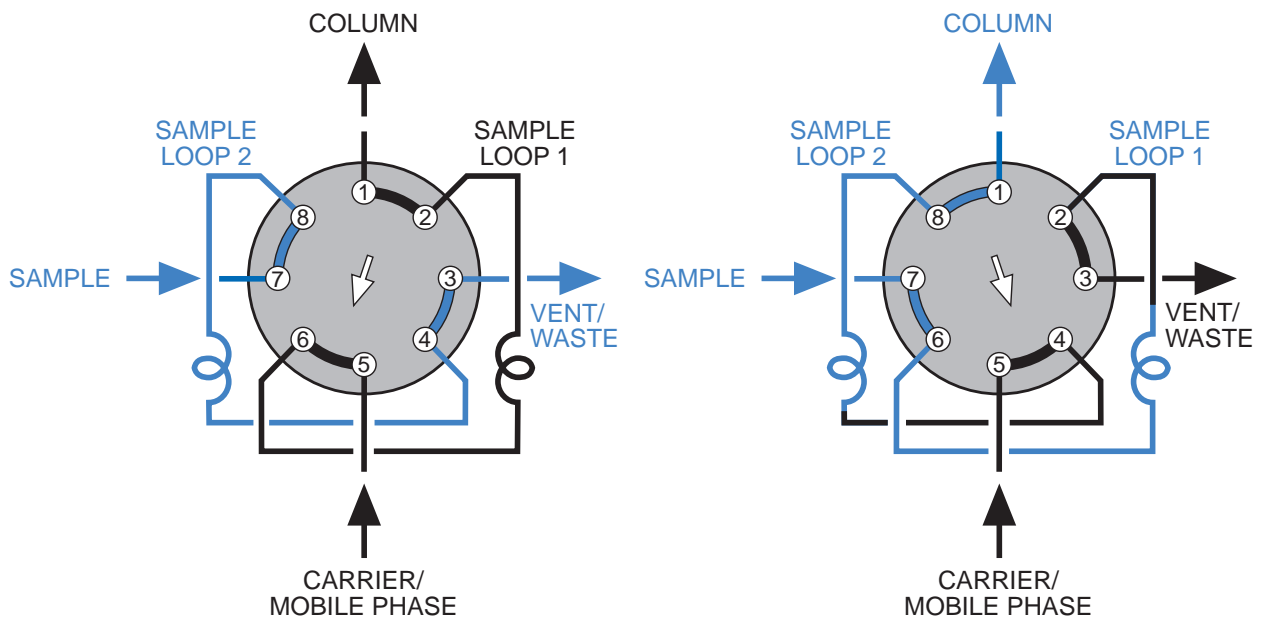 COLUMN
SAMPLE
LOOP 2
SAMPLE
LOOP 1
1
2
8
SAMPLE
7
3
VENT/
WASTE
6
4
5
CARRIER/
MOBILE PHASE
COLUMN
SAMPLE
LOOP 2
SAMPLE
LOOP 1
1
8
2
SAMPLE
7
3
VENT/
WASTE
6
4
5
CARRIER/
MOBILE PHASE